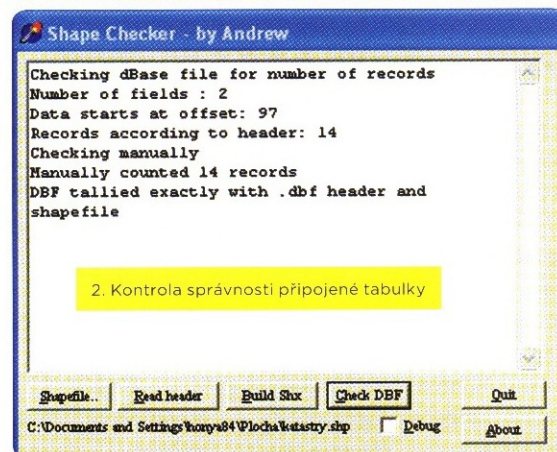 Shape Checker - by Andrew
Checking dBase file for number of records
Number of fields : 2
Data starts at offset: 97
Records according to header: 14
Checking manually
Manually counted 14 records
DBF tallied exactly with .dbf header and
shapefile
2. Kontrola správnosti připojené tabulky
Shapefile.. Read header Build Shx Check DBF Quit
C:\Documents and Settings\honya84\Plocha\katastry.shp Debug About